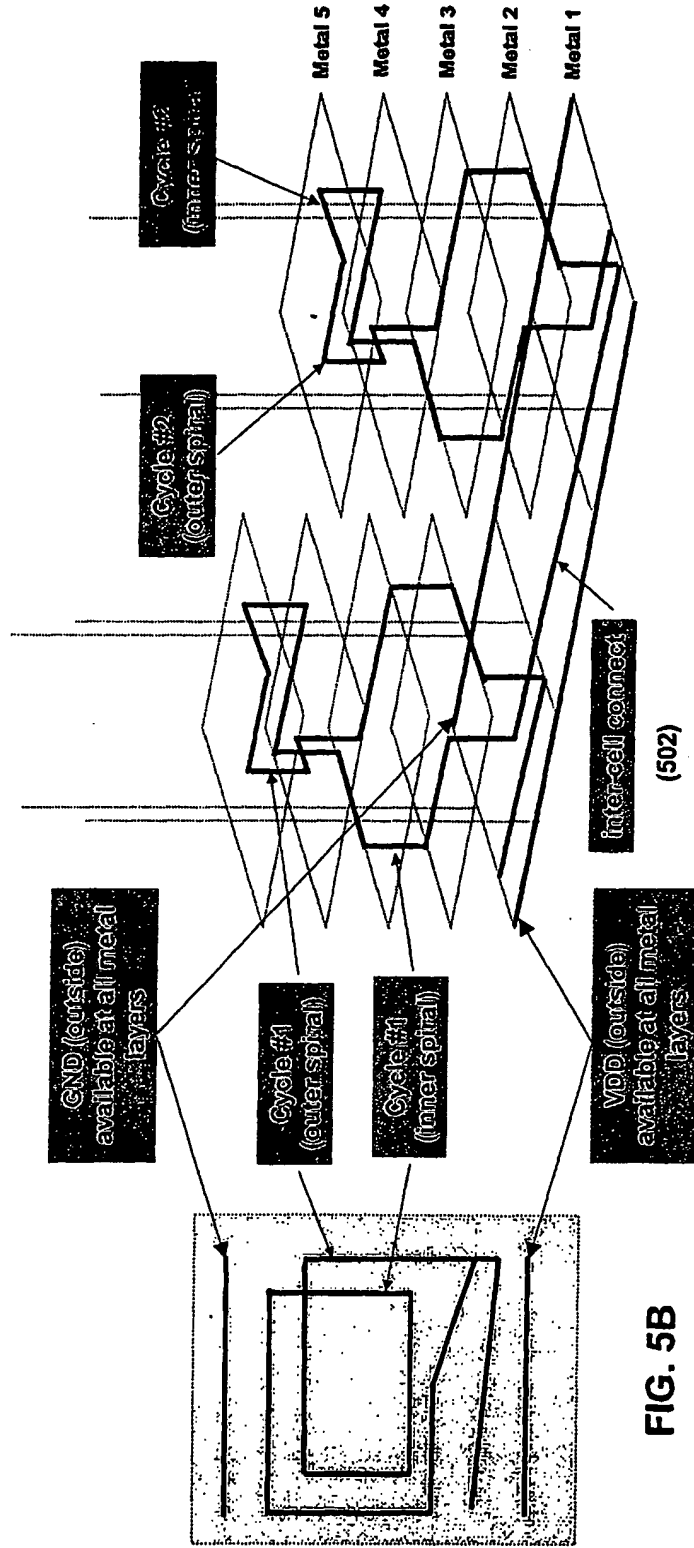 GND (outside)
available at all metal
layers
Cycle #1
(outer spiral)
Cycle #1
(inner spiral)
VDD (outside)
available at all metal
layers
Cycle #2
(outer spiral)
Cycle #2
(inner spiral)
Metal 5
Metal 4
Metal 3
Metal 2
Metal 1
inter-cell connect
(502)
FIG. 5B